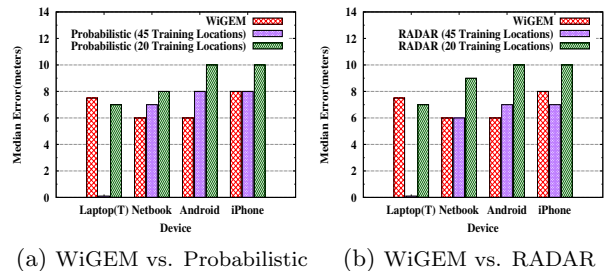 14
12
10
8
6
4
2
0
Median Error(meters)
WiGEM
Probabilistic (45 Training Locations)
Probabilistic (20 Training Locations)
Laptop(T) Netbook Android iPhone
Device
(a) WiGEM vs. Probabilistic
14
12
10
8
6
4
2
0
Median Error(meters)
WiGEM
RADAR (45 Training Locations)
RADAR (20 Training Locations)
Laptop(T) Netbook Android iPhone
Device
(b) WiGEM vs. RADAR